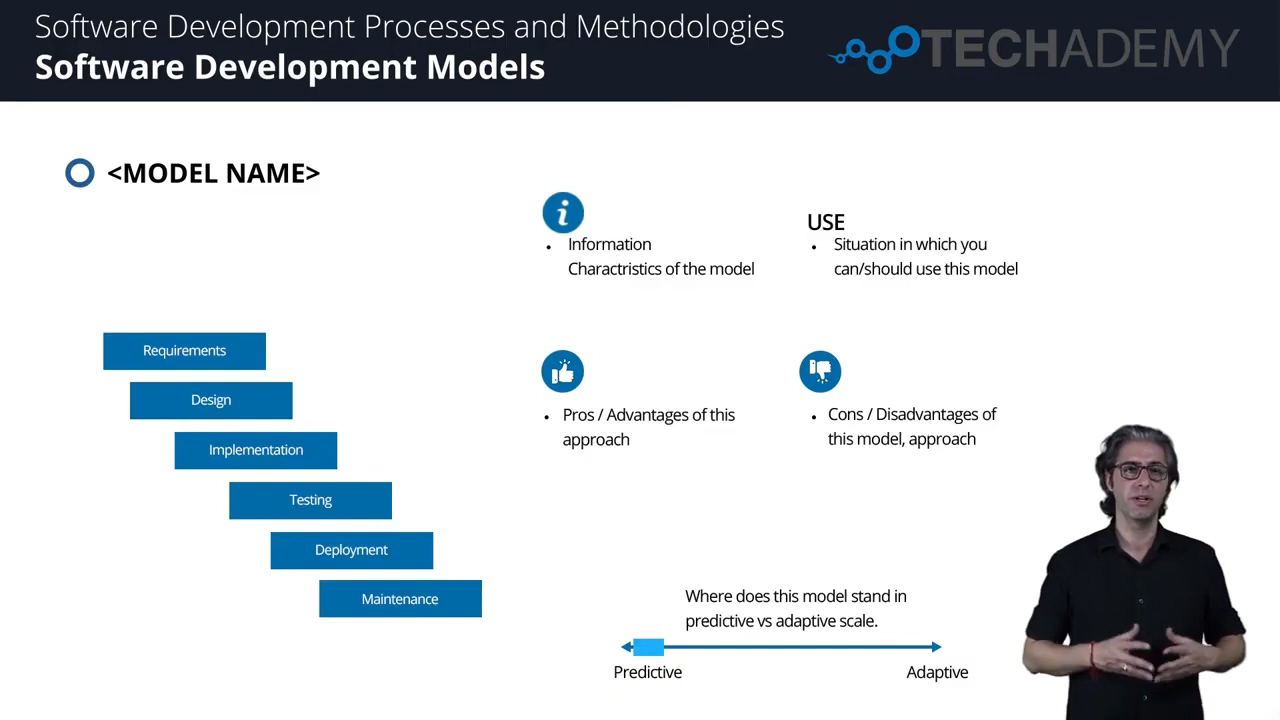 Software Development Processes and Methodologies
Software Development Models
TECHADEMY
<MODEL NAME>
Information
Charactristics of the model
USE
Situation in which you
can/should use this model
Requirements
Design
Implementation
Testing
Deployment
Maintenance
Pros / Advantages of this
approach
Cons / Disadvantages of
this model, approach
Where does this model stand in
predictive vs adaptive scale.
Predictive
Adaptive